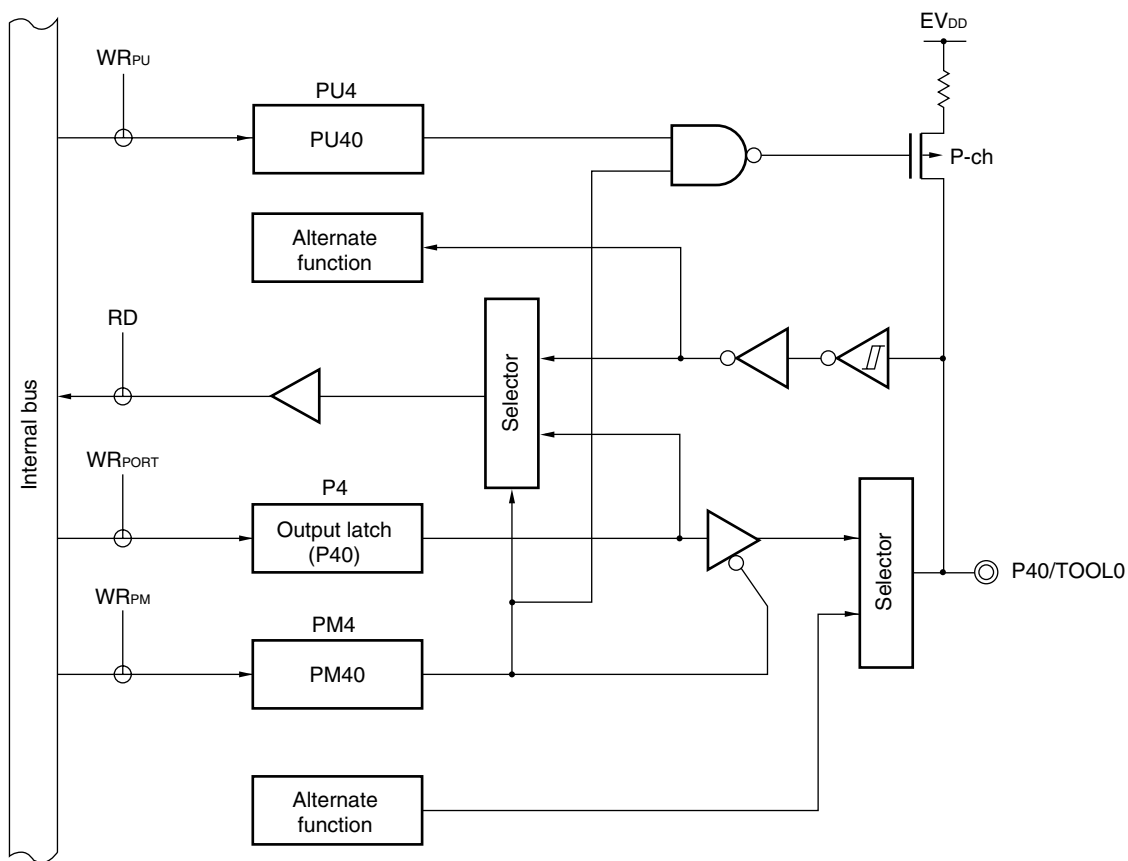 EVDD
WRPU
PU4
PU40
P-ch
Alternate
function
RD
Selector
Internal bus
WRPORT
P4
Output latch
(P40)
Selector
P40/TOOL0
WRPM
PM4
PM40
Alternate
function